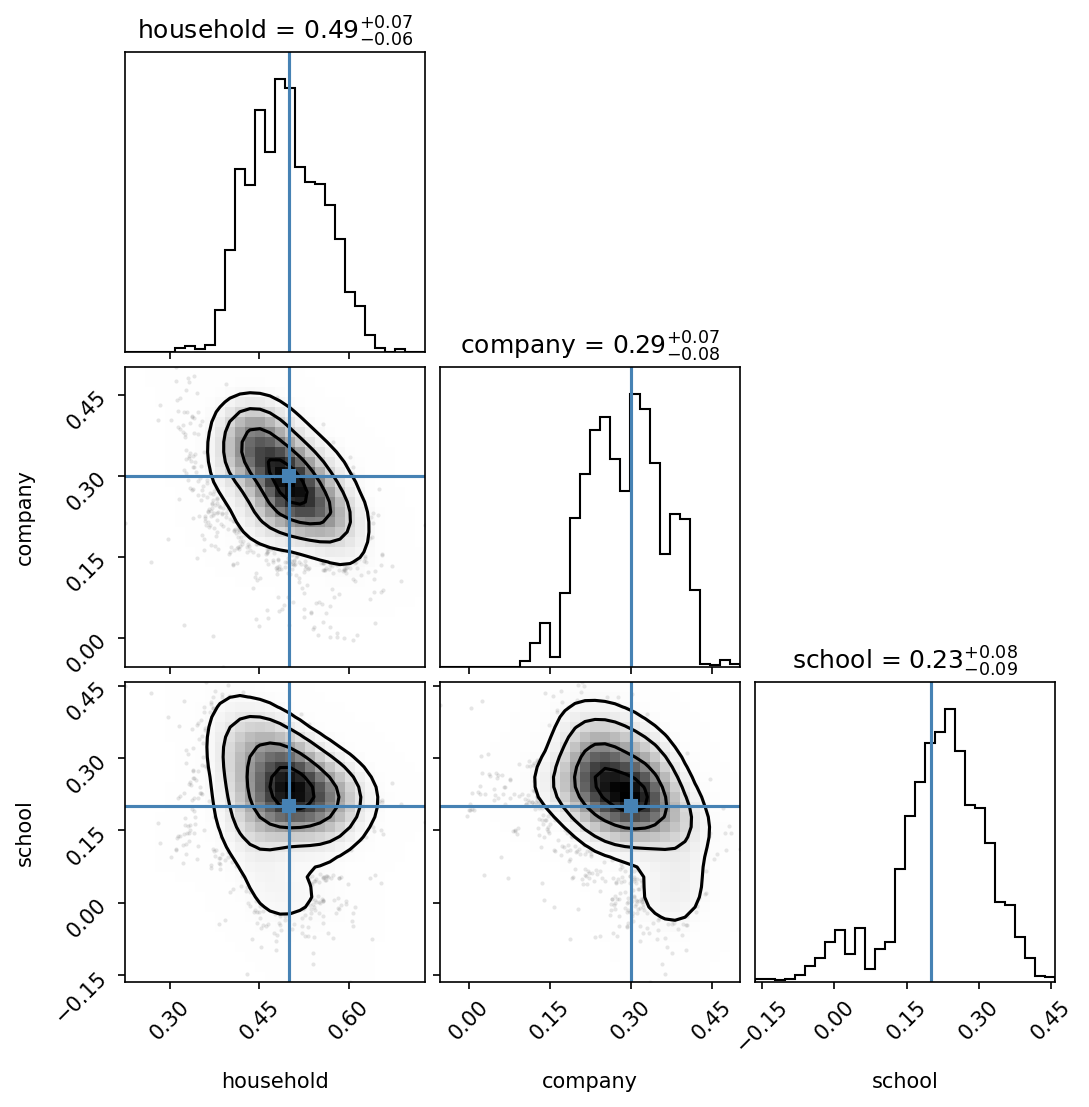 household = 0.49+0.07−0.06
company = 0.29+0.07−0.08
school = 0.23+0.08−0.09
company
0.45
0.30
0.15
0.00
school
0.45
0.30
0.15
0.00
−0.15
0.30 0.45 0.60
0.00 0.15 0.30 0.45
−0.15 0.00 0.15 0.30 0.45
household company school